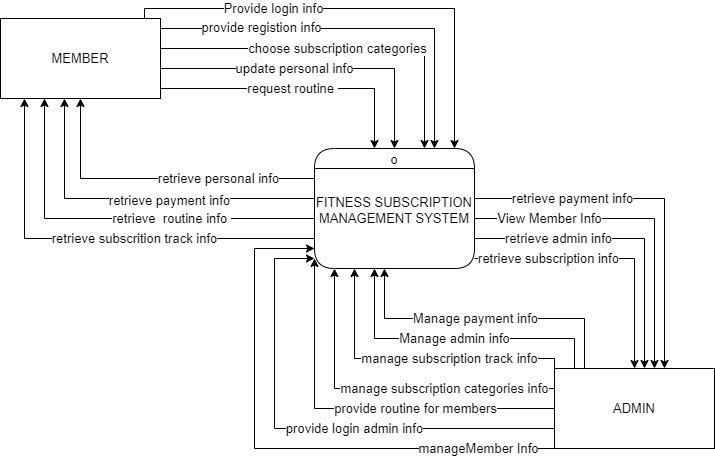 Provide login info
provide registion info
choose subscription categories
update personal info
request routine
MEMBER
o
FITNESS SUBSCRIPTION
MANAGEMENT SYSTEM
retrieve personal info
retrieve payment info
retrieve routine info
retrieve subscrition track info
retrieve payment info
View Member Info
retrieve admin info
retrieve subscription info
Manage payment info
Manage admin info
manage subscription track info
manage subscription categories info
provide routine for members
provide login admin info
manageMember Info
ADMIN